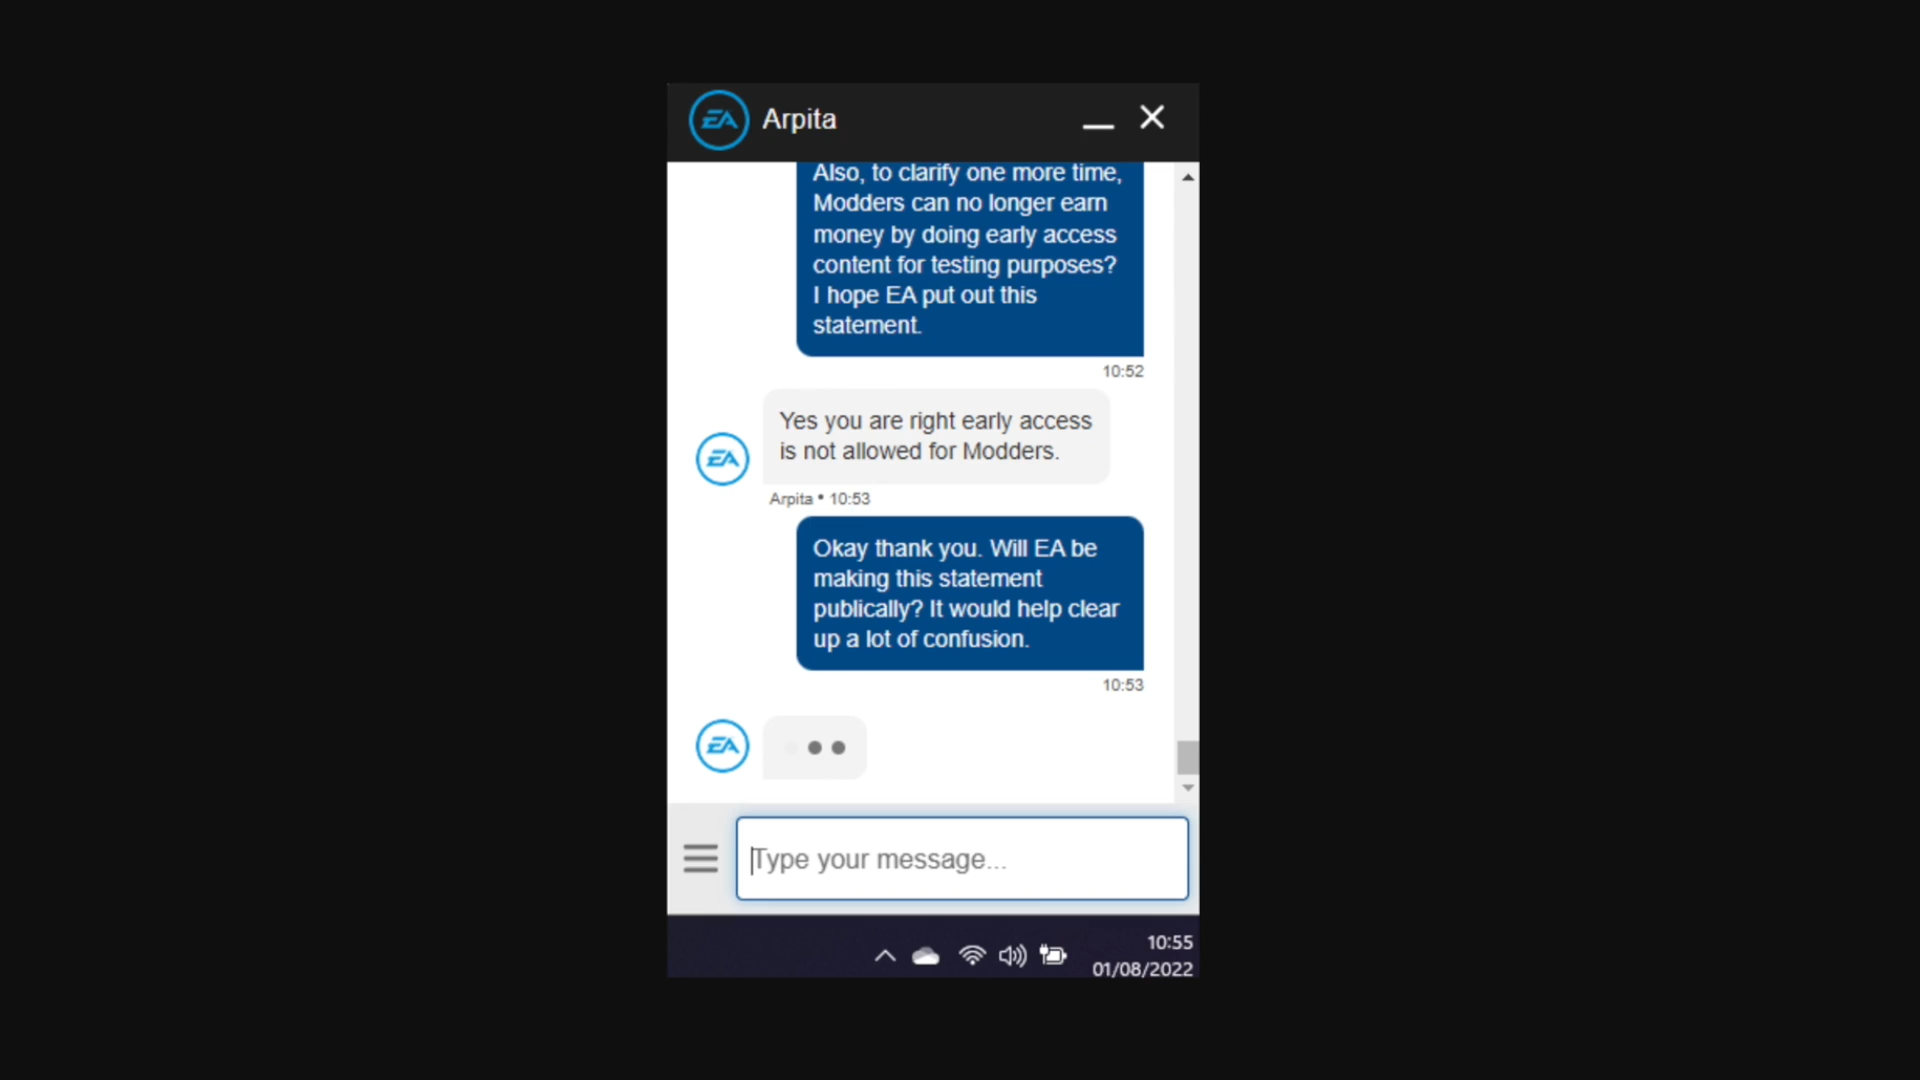 EA Arpita
Also, to clarify one more time,
Modders can no longer earn
money by doing early access
content for testing purposes?
I hope EA put out this
statement.
10:52
Yes you are right early access
is not allowed for Modders.
EA
Arpita • 10:53
Okay thank you. Will EA be
making this statement
publically? It would help clear
up a lot of confusion.
10:53
EA
Type your message...
10:55
01/08/2022